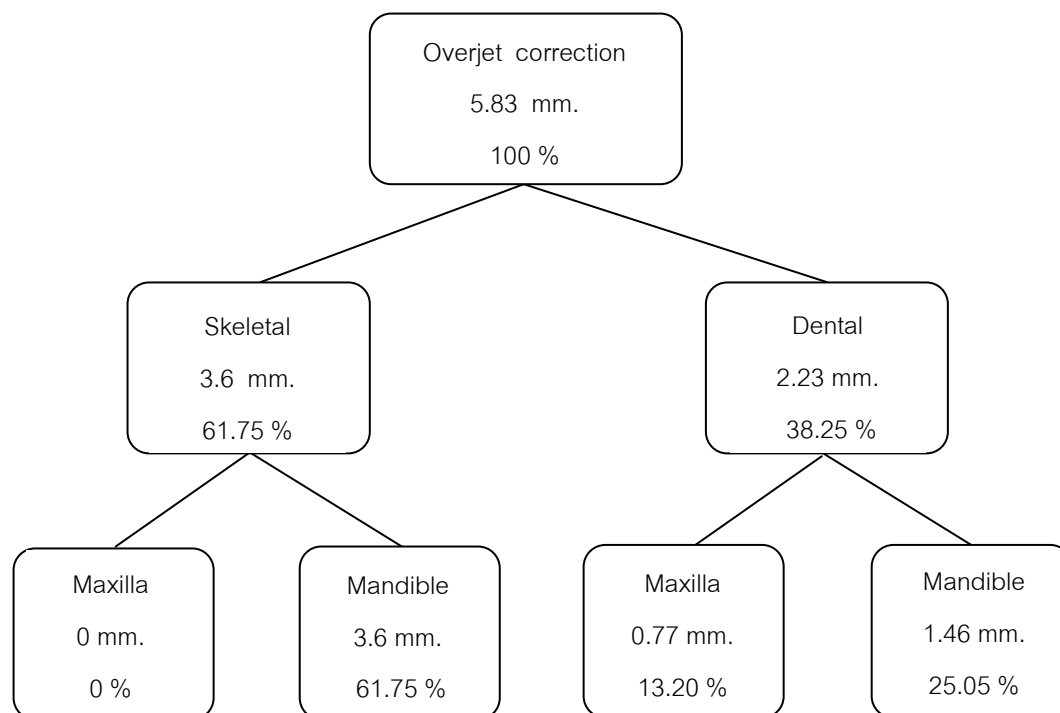 Overjet correction
5.83 mm.
100 %
Skeletal
3.6 mm.
61.75 %
Dental
2.23 mm.
38.25 %
Maxilla
0 mm.
0 %
Mandible
3.6 mm.
61.75 %
Maxilla
0.77 mm.
13.20 %
Mandible
1.46 mm.
25.05 %